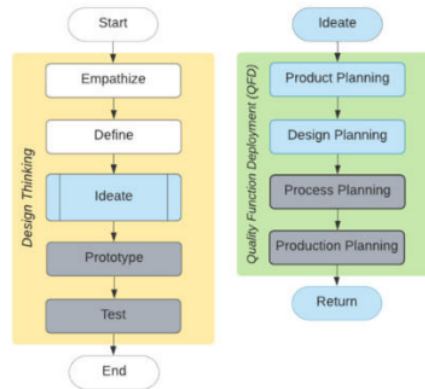 Start
Empathize
Define
Ideate
Prototype
Test
End
Design Thinking
Ideate
Product Planning
Design Planning
Process Planning
Production Planning
Return
Quality Function Deployment (QFD)